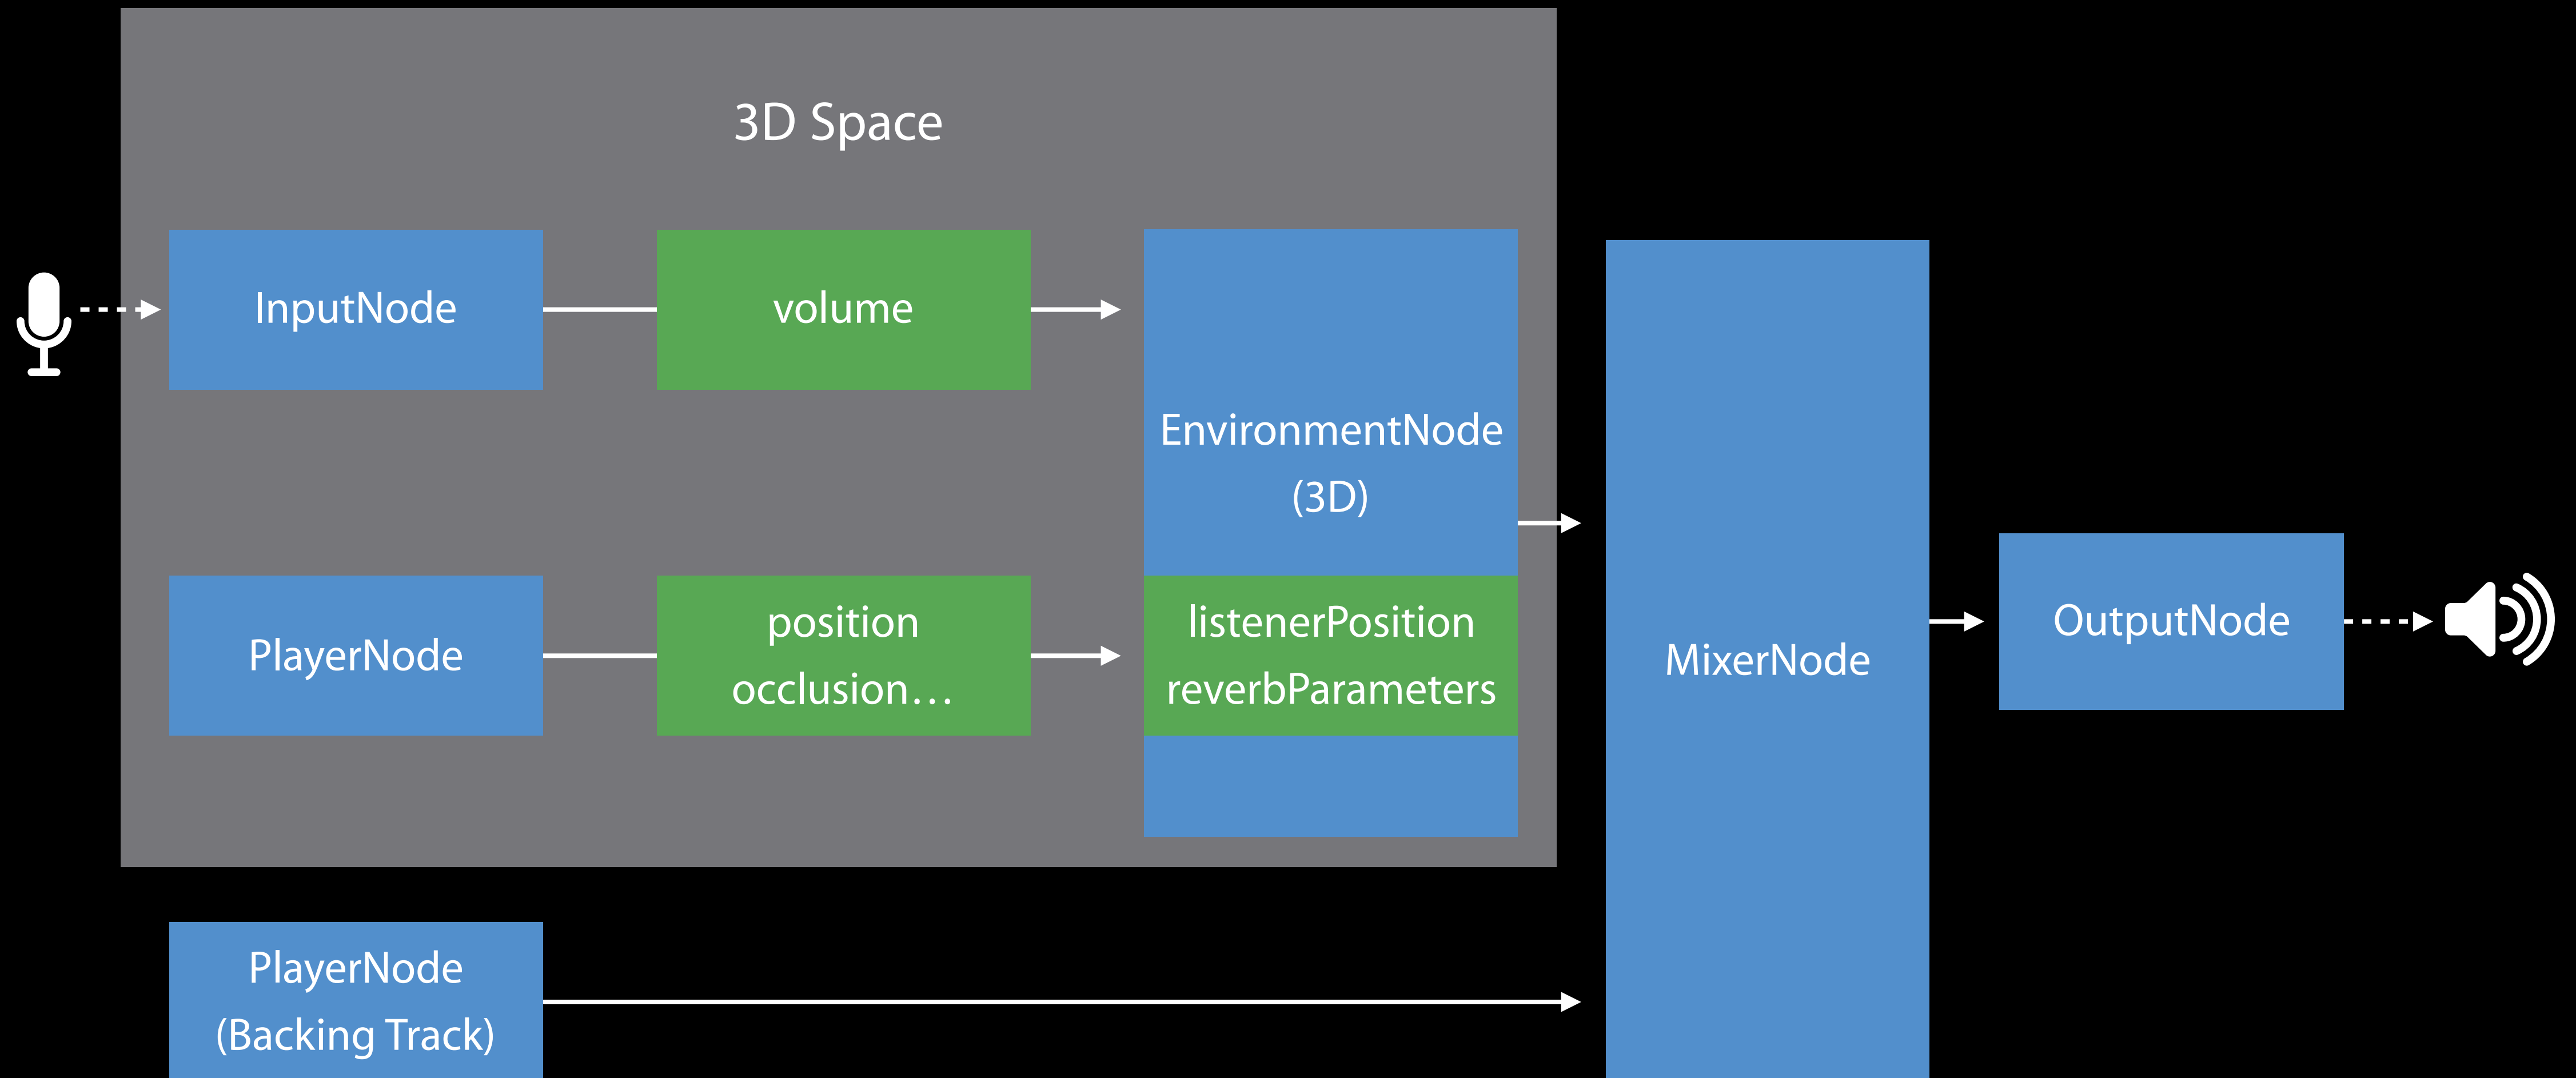 3D Space
InputNode
volume
EnvironmentNode
(3D)
PlayerNode
position
occlusion…
listenerPosition
reverbParameters
MixerNode
OutputNode
PlayerNode
(Backing Track)